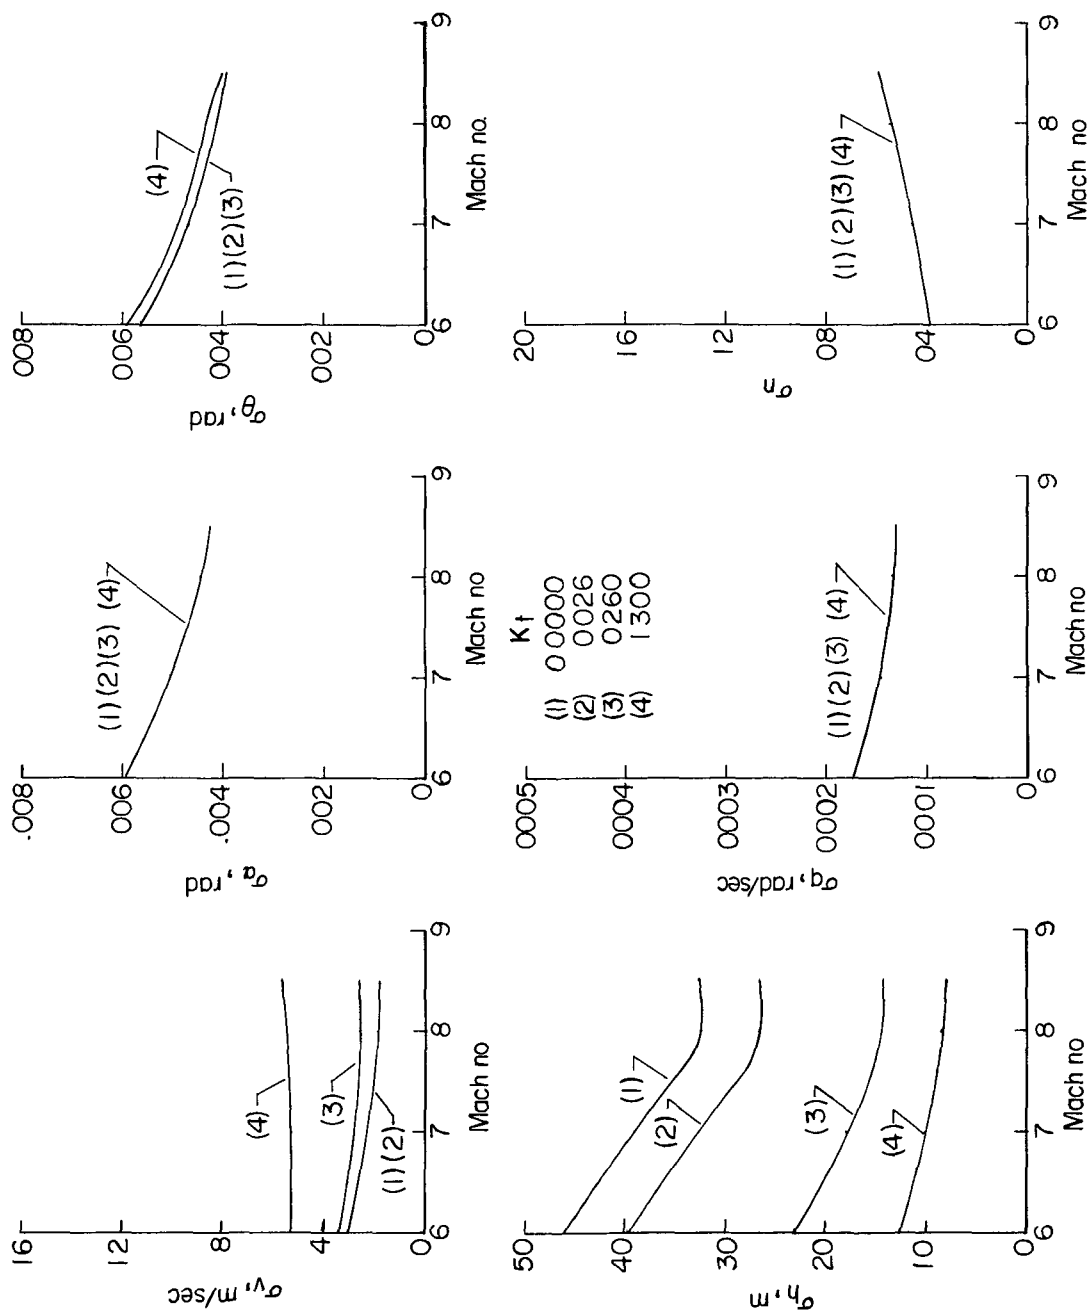 16
12
8
4
0
σv, m/sec
(4)
(3)
(1)(2)
6 7 8 9
Mach no
.008
.006
.004
002
0
σα, rad
(1)(2)(3)(4)
6 7 8 9
Mach no
008
006
004
002
0
σθ, rad
(4)
(1)(2)(3)
6 7 8 9
Mach no.
50
40
30
20
10
0
σh, m
(1)
(2)
(3)
(4)
6 7 8 9
Mach no
Kt
(1) 0 0000
(2) 0026
(3) 0260
(4) 1300
0005
0004
0003
0002
0001
0
σq, rad/sec
(1)(2)(3)(4)
6 7 8 9
Mach no
20
16
12
08
04
0
σn
(1)(2)(3)(4)
6 7 8 9
Mach no